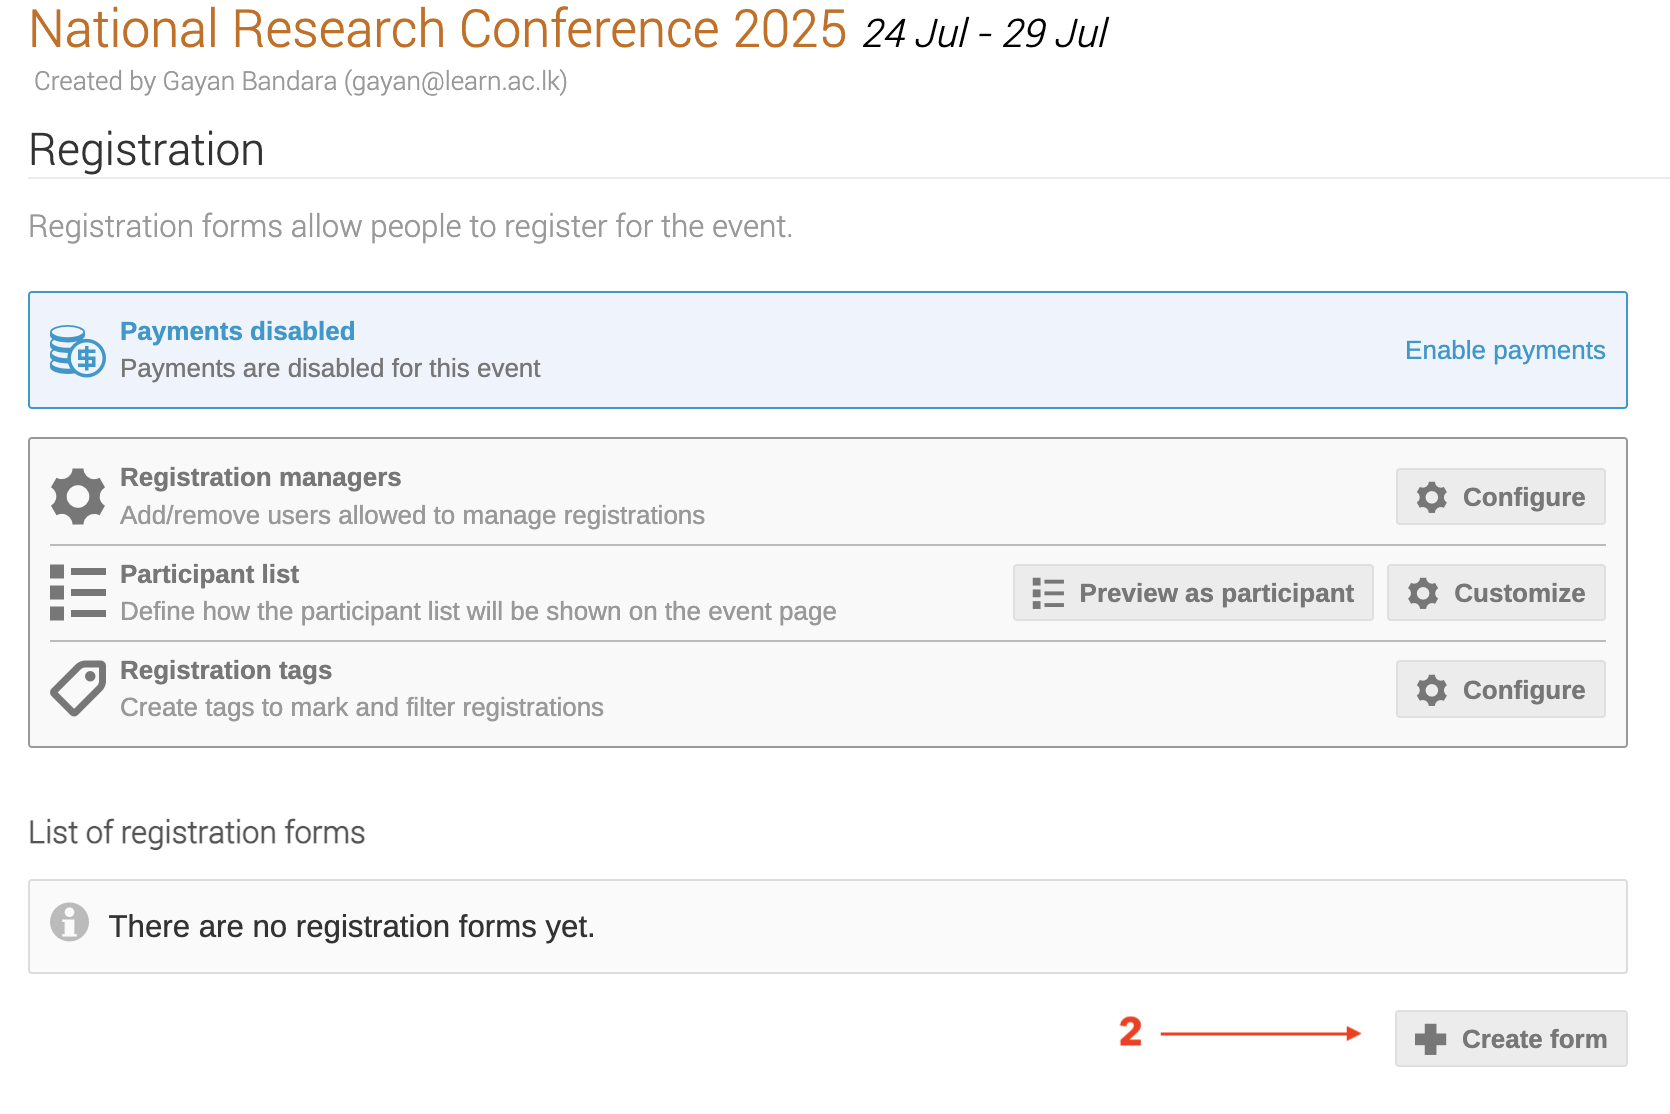 National Research Conference 2025 24 Jul - 29 Jul
Created by Gayan Bandara (gayan@learn.ac.lk)
Registration
Registration forms allow people to register for the event.
Payments disabled
Payments are disabled for this event
Enable payments
Registration managers
Add/remove users allowed to manage registrations
Configure
Participant list
Define how the participant list will be shown on the event page
Preview as participant
Customize
Registration tags
Create tags to mark and filter registrations
Configure
List of registration forms
There are no registration forms yet.
2
Create form